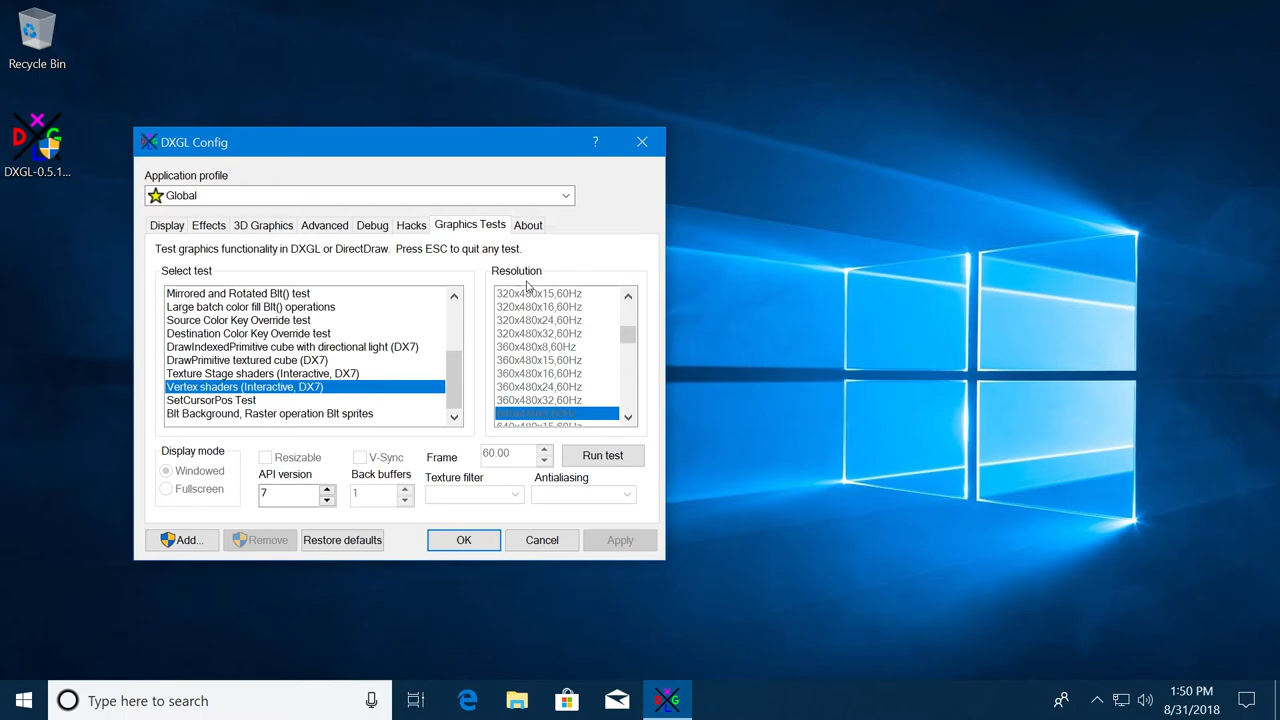 Recycle Bin
DXGL-0.5.1...
DXGL Config
?
Application profile
Global
Display Effects 3D Graphics Advanced Debug Hacks Graphics Tests About
Test graphics functionality in DXGL or DirectDraw. Press ESC to quit any test.
Select test
Mirrored and Rotated Blt() test
Large batch color fill Blt() operations
Source Color Key Override test
Destination Color Key Override test
DrawIndexedPrimitive cube with directional light (DX7)
DrawPrimitive textured cube (DX7)
Texture Stage shaders (Interactive, DX7)
Vertex shaders (Interactive, DX7)
SetCursorPos Test
Blt Background, Raster operation Blt sprites
Resolution
320x480x15,60Hz
320x480x16,60Hz
320x480x24,60Hz
320x480x32,60Hz
360x480x8,60Hz
360x480x15,60Hz
360x480x16,60Hz
360x480x24,60Hz
360x480x32,60Hz
640x480x15,60Hz
Display mode
Windowed
Fullscreen
Resizable
V-Sync
Frame
60.00
Run test
API version
7
Back buffers
1
Texture filter
Antialiasing
Add...
Remove
Restore defaults
OK
Cancel
Apply
Type here to search
1:50 PM
8/31/2018